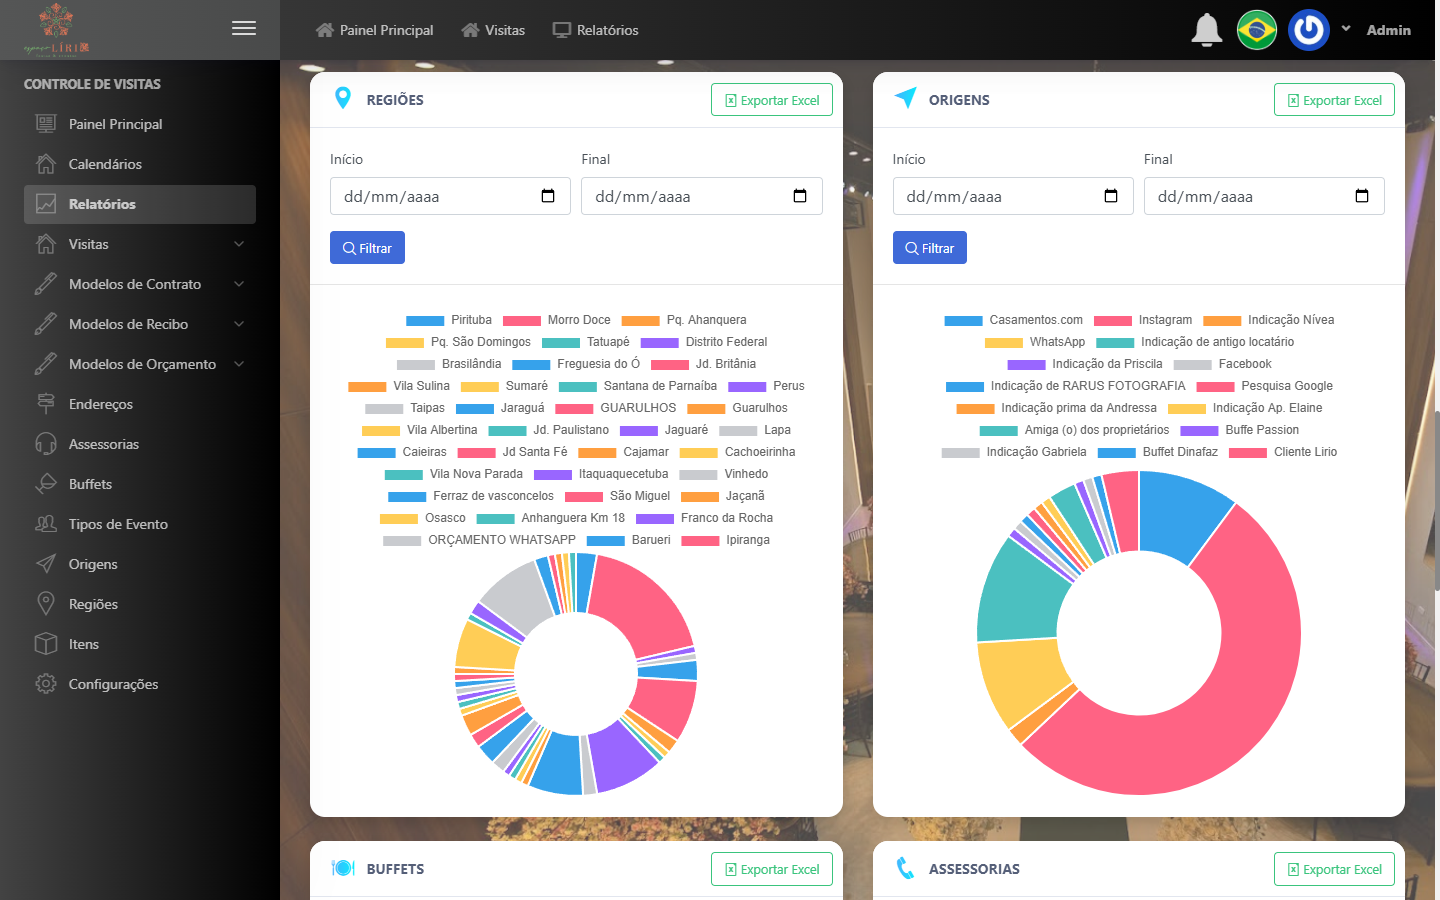 espaço LÍRIO
Painel Principal
Visitas
Relatórios
Admin
CONTROLE DE VISITAS
Painel Principal
Calendários
Relatórios
Visitas
Modelos de Contrato
Modelos de Recibo
Modelos de Orçamento
Endereços
Assessorias
Buffets
Tipos de Evento
Origens
Regiões
Itens
Configurações
REGIÕES
Exportar Excel
Início
Final
dd/mm/aaaa
dd/mm/aaaa
Filtrar
Pirituba Morro Doce Pq. Ahanquera
Pq. São Domingos Tatuapé Distrito Federal
Brasilândia Freguesia do Ó Jd. Britânia
Vila Sulina Sumaré Santana de Parnaíba Perus
Taipas Jaraguá GUARULHOS Guarulhos
Vila Albertina Jd. Paulistano Jaguaré Lapa
Caieiras Jd Santa Fé Cajamar Cachoeirinha
Vila Nova Parada Itaquaquecetuba Vinhedo
Ferraz de vasconcelos São Miguel Jaçanã
Osasco Anhanguera Km 18 Franco da Rocha
ORÇAMENTO WHATSAPP Barueri Ipiranga
ORIGENS
Exportar Excel
Início
Final
dd/mm/aaaa
dd/mm/aaaa
Filtrar
Casamentos.com Instagram Indicação Nívea
WhatsApp Indicação de antigo locatário
Indicação da Priscila Facebook
Indicação de RARUS FOTOGRAFIA Pesquisa Google
Indicação prima da Andressa Indicação Ap. Elaine
Amiga (o) dos proprietários Buffe Passion
Indicação Gabriela Buffet Dinafaz Cliente Lirio
BUFFETS
Exportar Excel
ASSESSORIAS
Exportar Excel